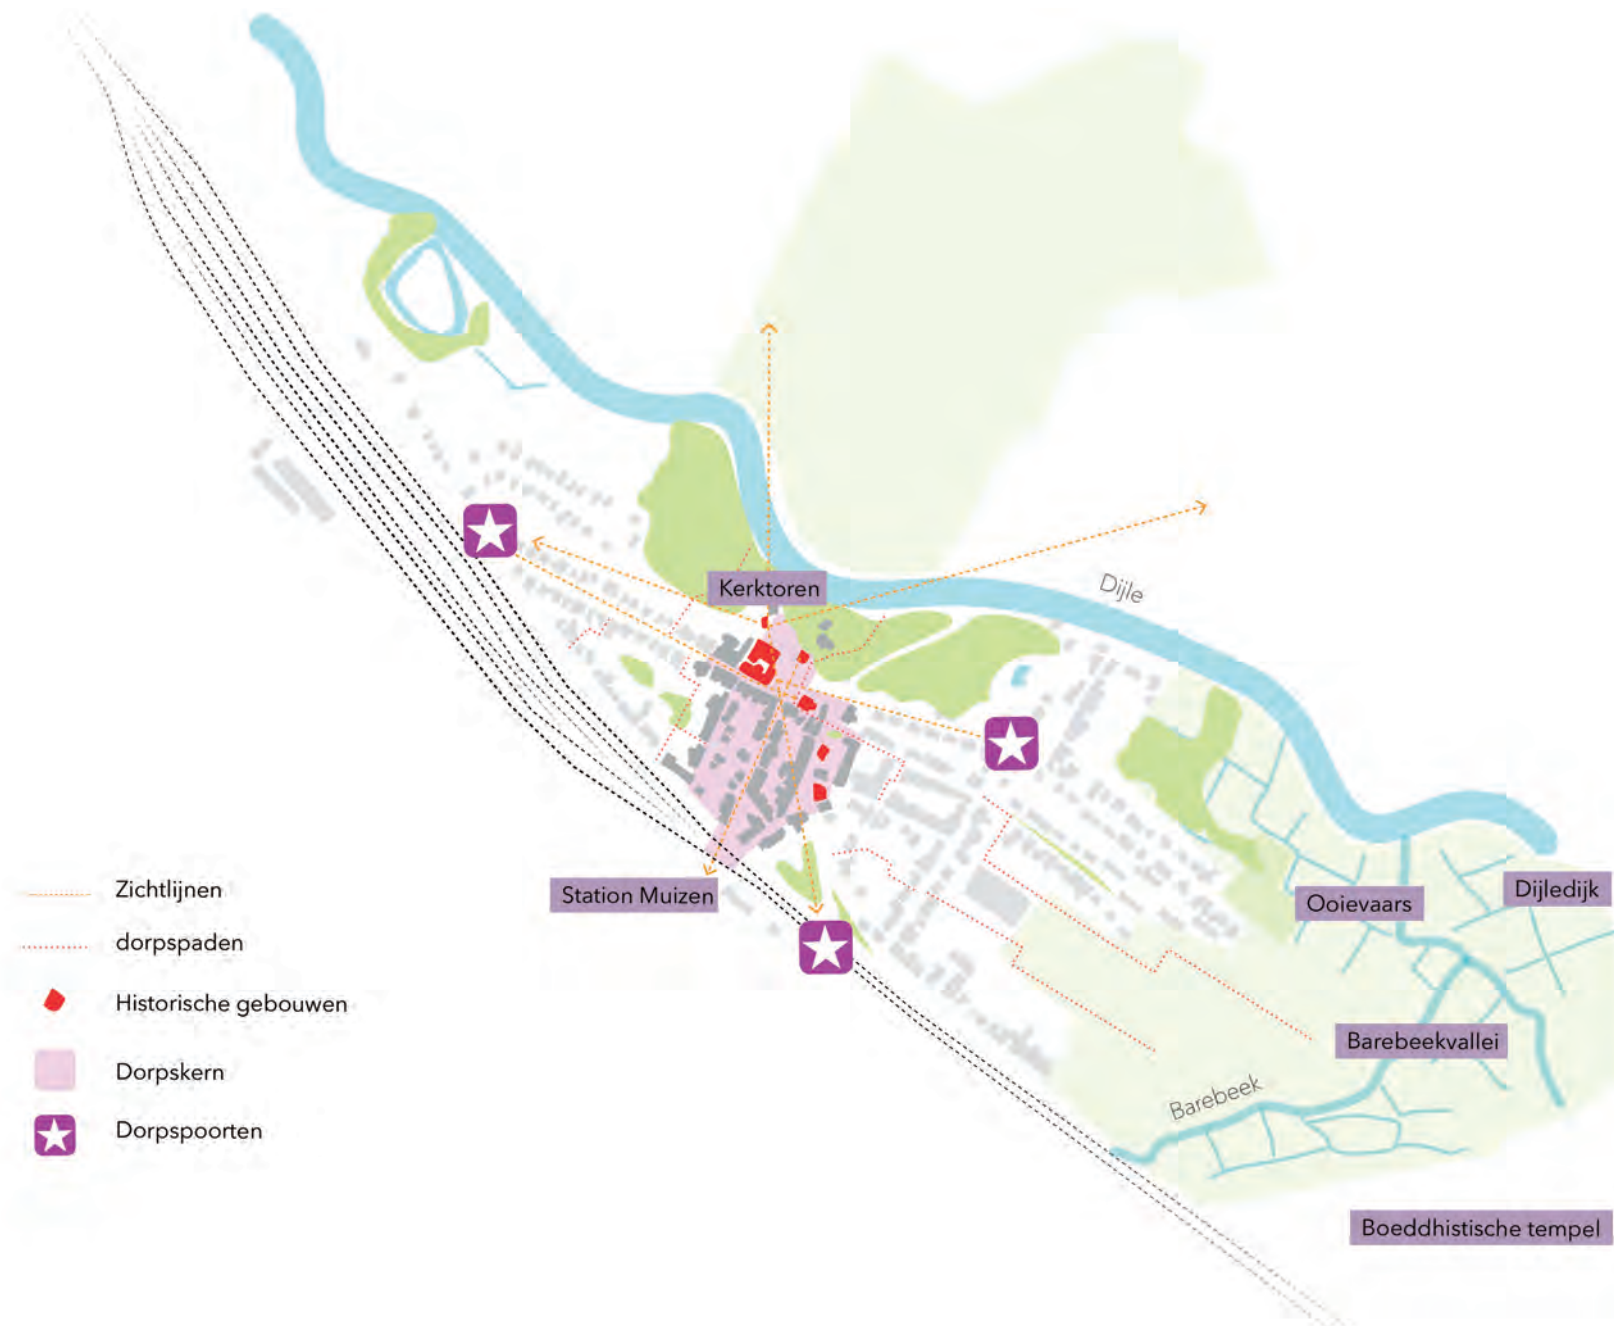 Dijle
Kerktoren
Station Muizen
Ooievaars
Dijledijk
Barebeekvallei
Barebeek
Boeddhistische tempel
Zichtlijnen
dorpspaden
Historische gebouwen
Dorpskern
Dorpspoorten